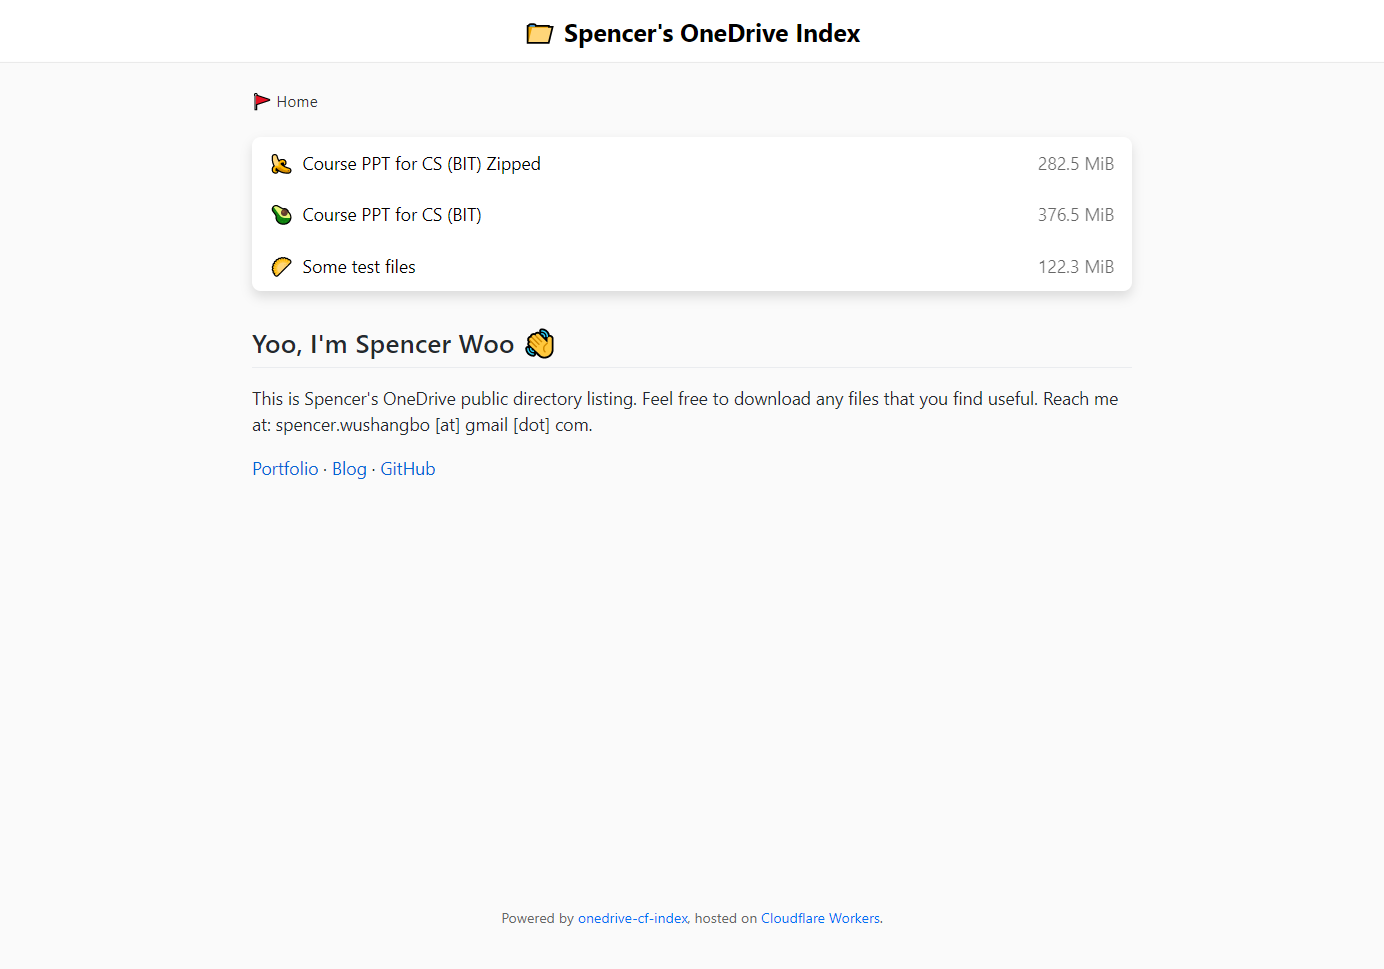 Spencer's OneDrive Index
Home
Course PPT for CS (BIT) Zipped 282.5 MiB
Course PPT for CS (BIT) 376.5 MiB
Some test files 122.3 MiB
Yoo, I'm Spencer Woo
This is Spencer's OneDrive public directory listing. Feel free to download any files that you find useful. Reach me
at: spencer.wushangbo [at] gmail [dot] com.
Portfolio · Blog · GitHub
Powered by onedrive-cf-index, hosted on Cloudflare Workers.